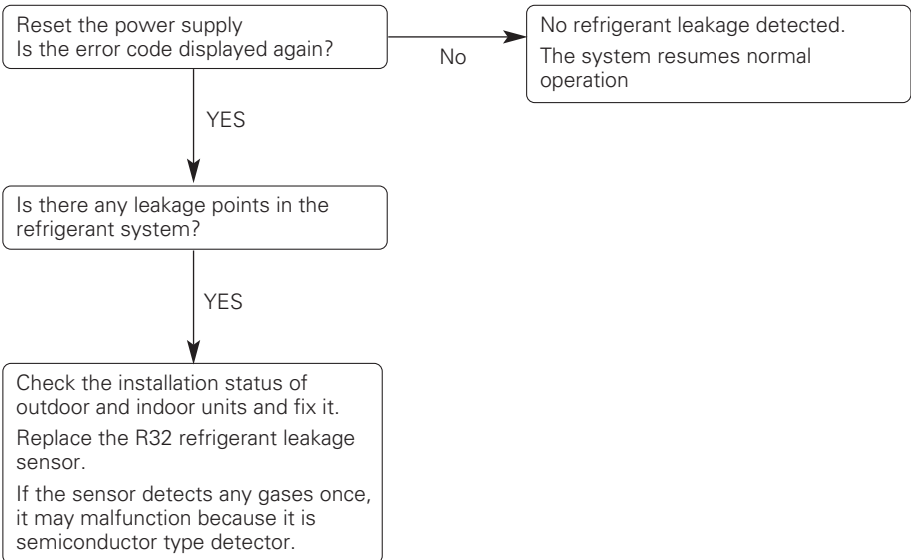 Reset the power supply
Is the error code displayed again?
No
No refrigerant leakage detected.
The system resumes normal
operation
YES
Is there any leakage points in the
refrigerant system?
YES
Check the installation status of
outdoor and indoor units and fix it.
Replace the R32 refrigerant leakage
sensor.
If the sensor detects any gases once,
it may malfunction because it is
semiconductor type detector.